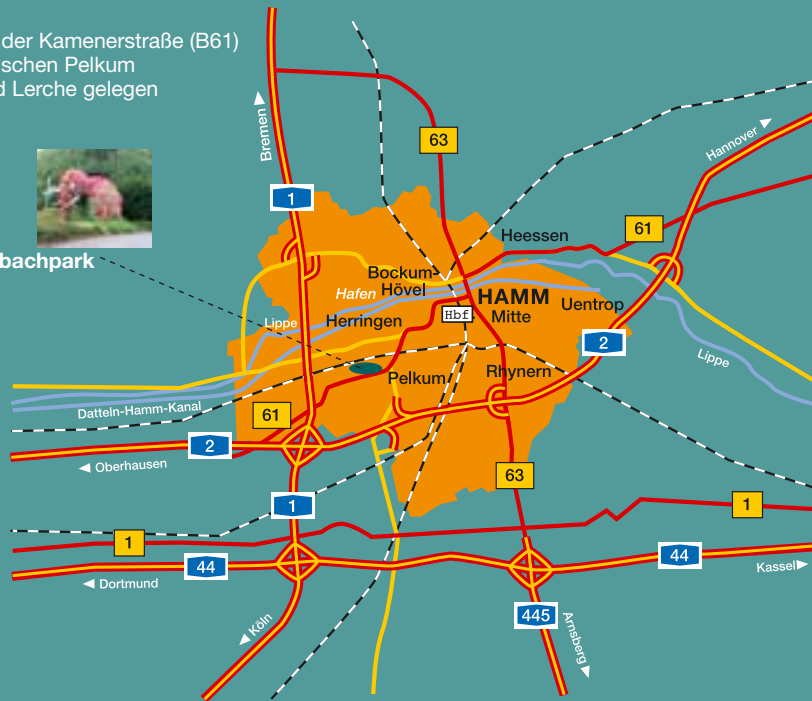 der Kamenerstraße (B61)
schen Pelkum
Lerche gelegen
bachpark
Bremen
63
1
Hannover
61
Heessen
Bockum-
Hövel
Hafen
HAMM
Mitte
Uentrop
Hbf
Lippe
Herringen
2
Lippe
Pelkum
Rhynern
Datteln-Hamm-Kanal
61
2
Oberhausen
63
1
1
1
44
Dortmund
44
Kassel
445
Köln
Arnsberg